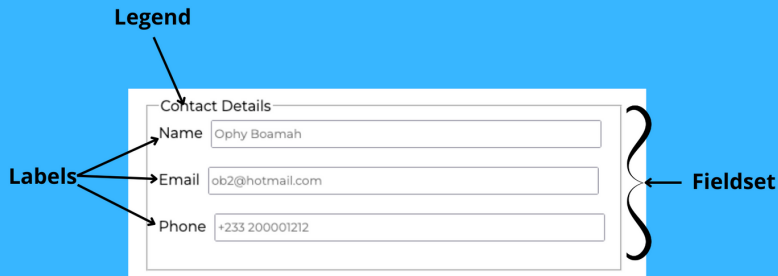 Legend
Contact Details
Name Ophy Boamah
Labels
Email ob2@hotmail.com
Fieldset
Phone +233 200001212